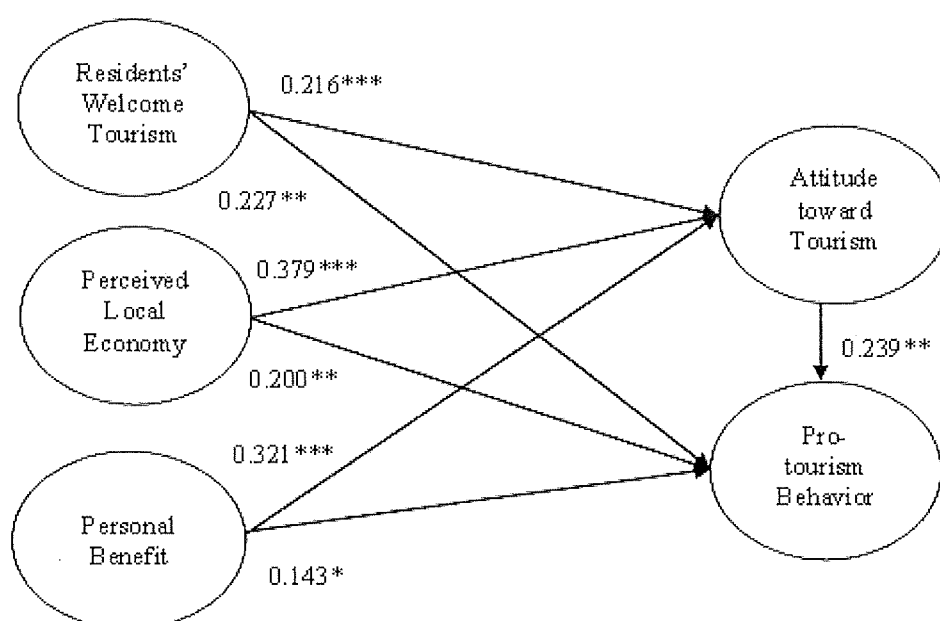 Residents'
Welcome
Tourism
0.216***
0.227**
Perceived
Local
Economy
0.379***
0.200**
Personal
Benefit
0.321***
0.143*
Attitude
toward
Tourism
0.239**
Pro-
tourism
Behavior